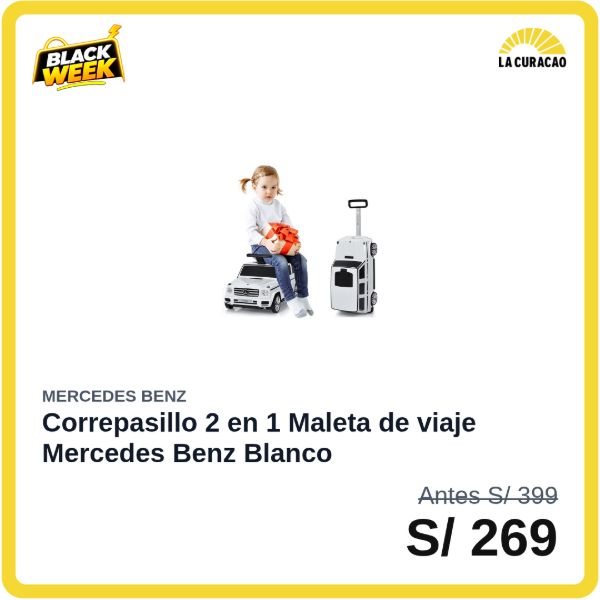 BLACK
WEEK
LA CURACAO
MERCEDES BENZ
Correpasillo 2 en 1 Maleta de viaje
Mercedes Benz Blanco
Antes S/ 399
S/ 269